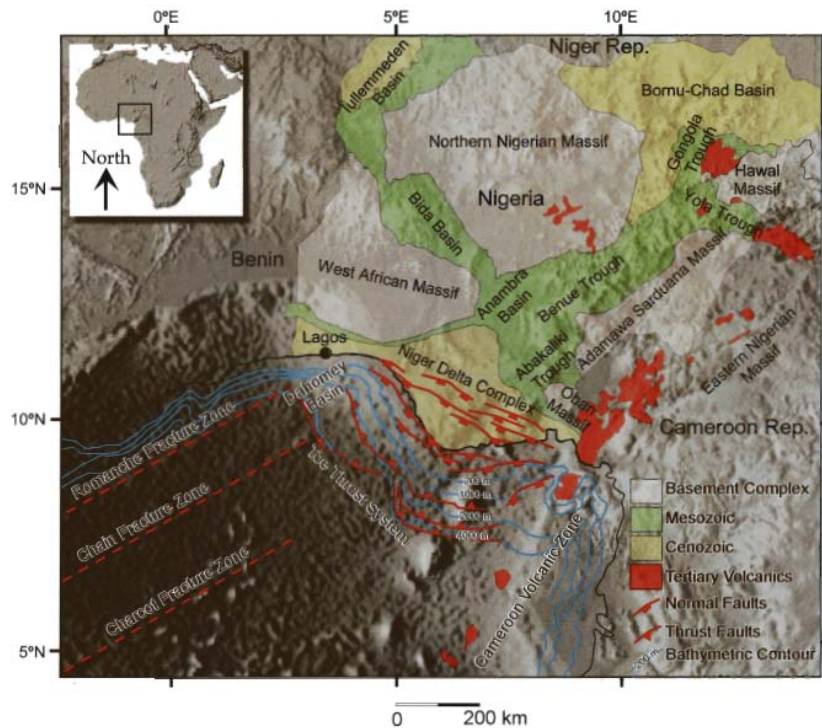 0°E
5°E
10°E
15°N
10°N
5°N
North
Niger Rep.
Iullemmeden
Basin
Bornu-Chad Basin
Northern Nigerian Massif
Gongola
Trough
Hawal
Massif
Nigeria
Yola Trough
Bida Basin
Benin
West African Massif
Anambra
Basin
Benue Trough
Adamawa Sarduana Massif
Abakaliki
Trough
Eastern Nigerian
Massif
Lagos
Niger Delta Complex
Dahomey
Basin
Oban
Massif
Cameroon Rep.
Romanche Fracture Zone
Chain Fracture Zone
Charcot Fracture Zone
Toe Thrust System
200 m.
1000 m.
2000 m.
4000 m.
Cameroon Volcanic Zone
Basement Complex
Mesozoic
Cenozoic
Tertiary Volcanics
Normal Faults
Thrust Faults
Bathymetric Contour
0 200 km